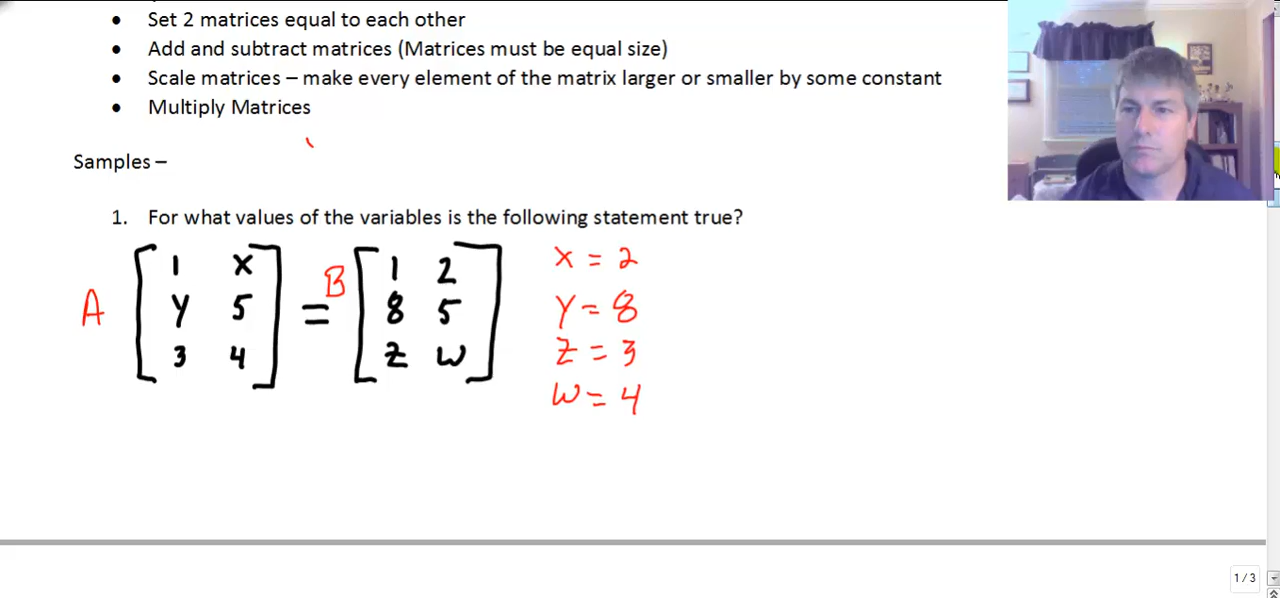 • Set 2 matrices equal to each other
• Add and subtract matrices (Matrices must be equal size)
• Scale matrices – make every element of the matrix larger or smaller by some constant
• Multiply Matrices
Samples –
1. For what values of the variables is the following statement true?
1 x 1 2 x = 2
A y 5 = B 8 5 y = 8
3 4 z w z = 3
w = 4
1 / 3